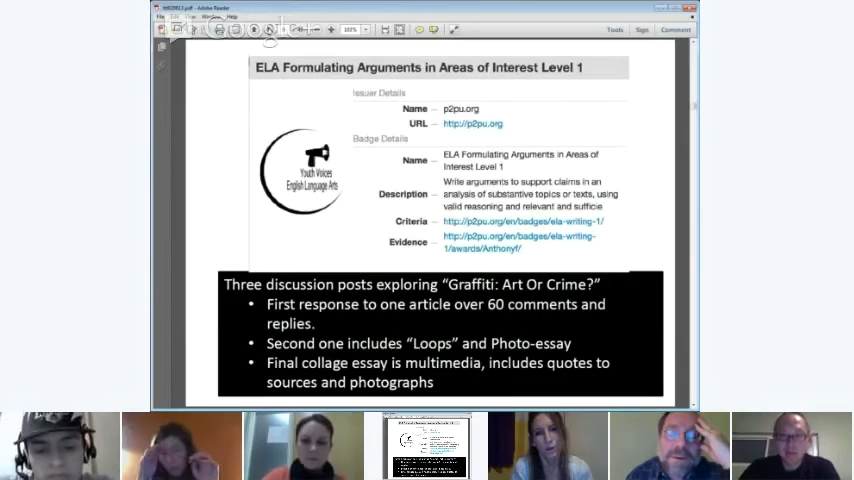 Adobe Reader
Window Help
Google+
Tools Sign Comment
ELA Formulating Arguments in Areas of Interest Level 1
Issuer Details
Name — p2pu.org
URL — http://p2pu.org
Badge Details
Name — ELA Formulating Arguments in Areas of
Interest Level 1
Youth Voices
English Language Arts
Description — Write arguments to support claims in an
analysis of substantive topics or texts, using
valid reasoning and relevant and sufficie
Criteria — http://p2pu.org/en/badges/ela-writing-1/
Evidence — http://p2pu.org/en/badges/ela-writing-
1/awards/Anthonyf/
Three discussion posts exploring “Graffiti: Art Or Crime?”
• First response to one article over 60 comments and
replies.
• Second one includes “Loops” and Photo-essay
• Final collage essay is multimedia, includes quotes to
sources and photographs